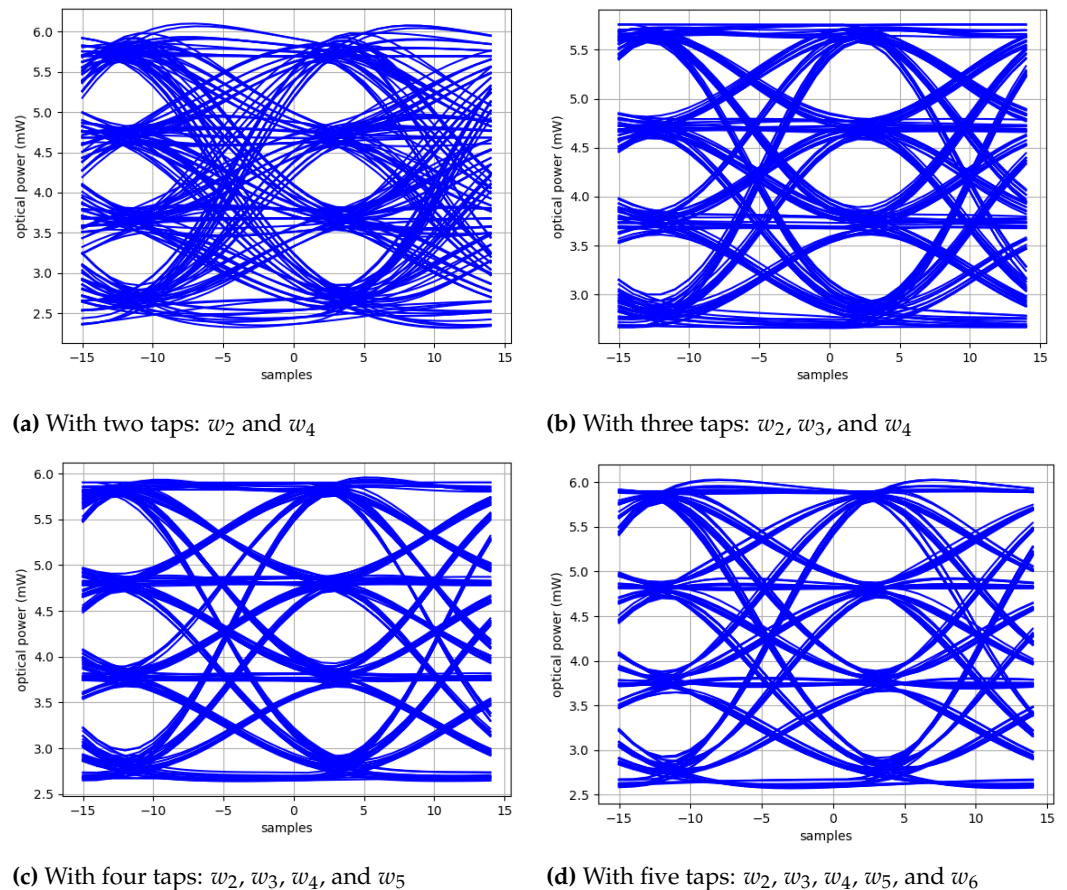 6.0
5.5
5.0
4.5
4.0
3.5
3.0
2.5
optical power (mW)
−15 −10 −5 0 5 10 15
samples
5.5
5.0
4.5
4.0
3.5
3.0
optical power (mW)
−15 −10 −5 0 5 10 15
samples
(a) With two taps: w₂ and w₄
(b) With three taps: w₂, w₃, and w₄
6.0
5.5
5.0
4.5
4.0
3.5
3.0
2.5
optical power (mW)
−15 −10 −5 0 5 10 15
samples
6.0
5.5
5.0
4.5
4.0
3.5
3.0
2.5
optical power (mW)
−15 −10 −5 0 5 10 15
samples
(c) With four taps: w₂, w₃, w₄, and w₅
(d) With five taps: w₂, w₃, w₄, w₅, and w₆